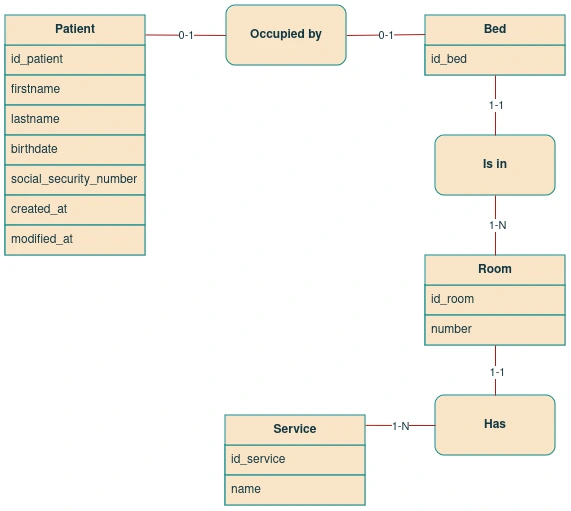 Patient
id_patient
firstname
lastname
birthdate
social_security_number
created_at
modified_at
0-1
Occupied by
0-1
Bed
id_bed
1-1
Is in
1-N
Room
id_room
number
1-1
Has
1-N
Service
id_service
name